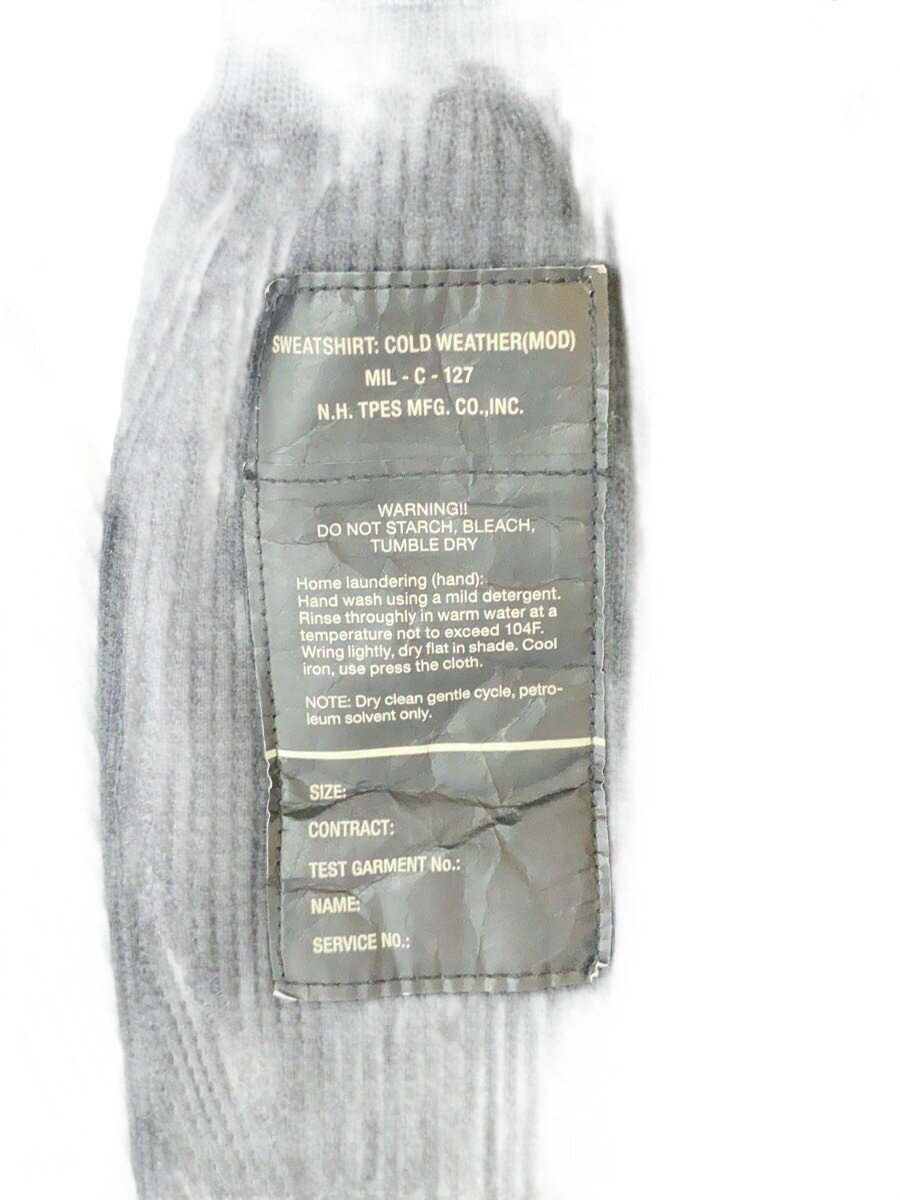 SWEATSHIRT: COLD WEATHER(MOD)
MIL - C - 127
N.H. TPES MFG. CO.,INC.
WARNING!!
DO NOT STARCH, BLEACH,
TUMBLE DRY
Home laundering (hand):
Hand wash using a mild detergent.
Rinse throughly in warm water at a
temperature not to exceed 104F.
Wring lightly, dry flat in shade. Cool
iron, use press the cloth.
NOTE: Dry clean gentle cycle, petro-
leum solvent only.
SIZE:
CONTRACT:
TEST GARMENT No.:
NAME:
SERVICE No.: